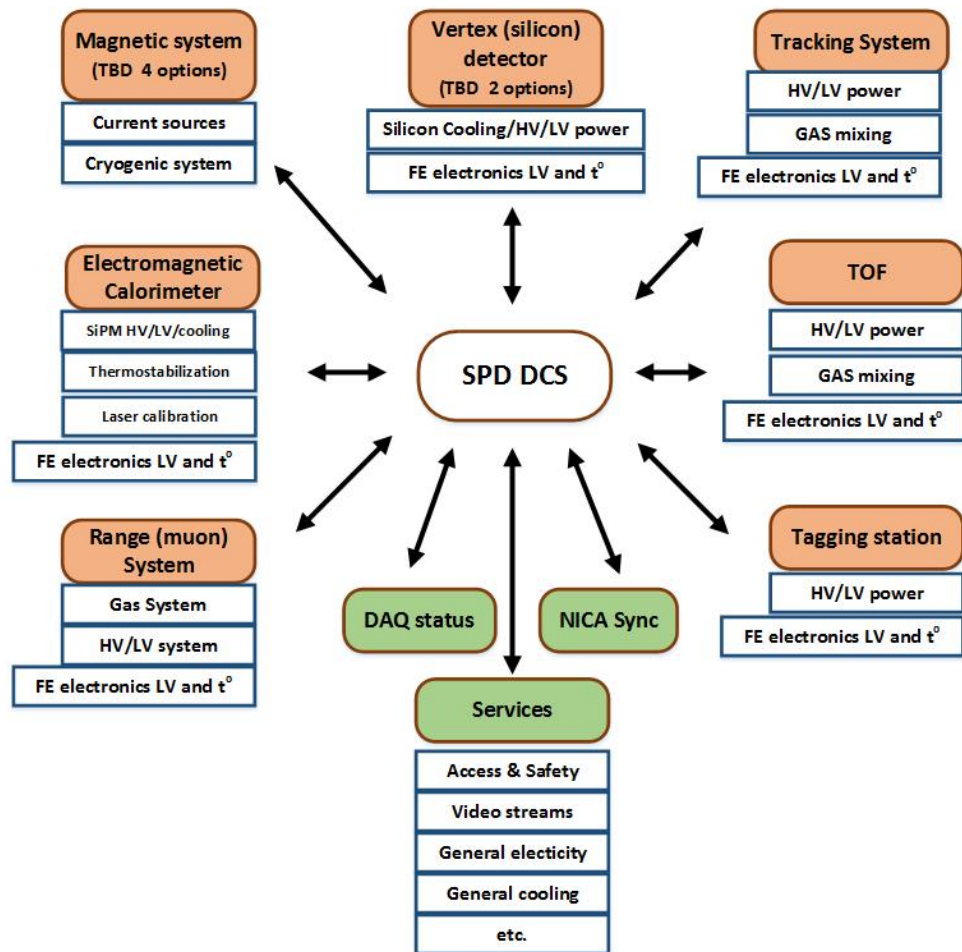 Magnetic system
(TBD 4 options)
Current sources
Cryogenic system
Vertex (silicon)
detector
(TBD 2 options)
Silicon Cooling/HV/LV power
FE electronics LV and t°
Tracking System
HV/LV power
GAS mixing
FE electronics LV and t°
Electromagnetic
Calorimeter
SiPM HV/LV/cooling
Thermostabilization
Laser calibration
FE electronics LV and t°
SPD DCS
TOF
HV/LV power
GAS mixing
FE electronics LV and t°
Range (muon)
System
Gas System
HV/LV system
FE electronics LV and t°
DAQ status
NICA Sync
Tagging station
HV/LV power
FE electronics LV and t°
Services
Access & Safety
Video streams
General electicity
General cooling
etc.